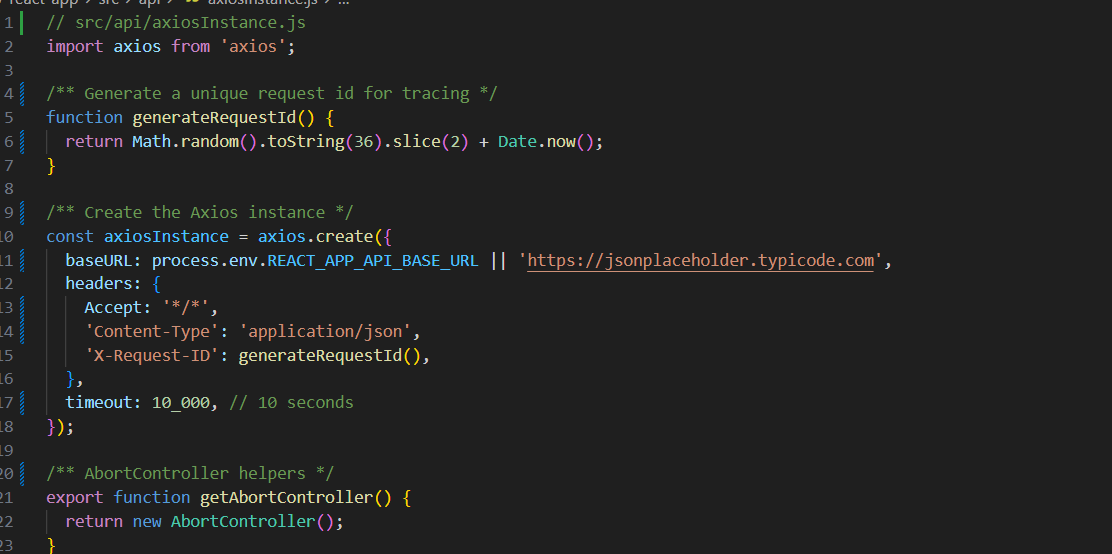 react-app > src > api > axiosInstance.js > ...
1 // src/api/axiosInstance.js
2 import axios from 'axios';
3
4 /** Generate a unique request id for tracing */
5 function generateRequestId() {
6 return Math.random().toString(36).slice(2) + Date.now();
7 }
8
9 /** Create the Axios instance */
10 const axiosInstance = axios.create({
11 baseURL: process.env.REACT_APP_API_BASE_URL || 'https://jsonplaceholder.typicode.com',
12 headers: {
13 Accept: '*/*',
14 'Content-Type': 'application/json',
15 'X-Request-ID': generateRequestId(),
16 },
17 timeout: 10_000, // 10 seconds
18 });
19
20 /** AbortController helpers */
21 export function getAbortController() {
22 return new AbortController();
23 }